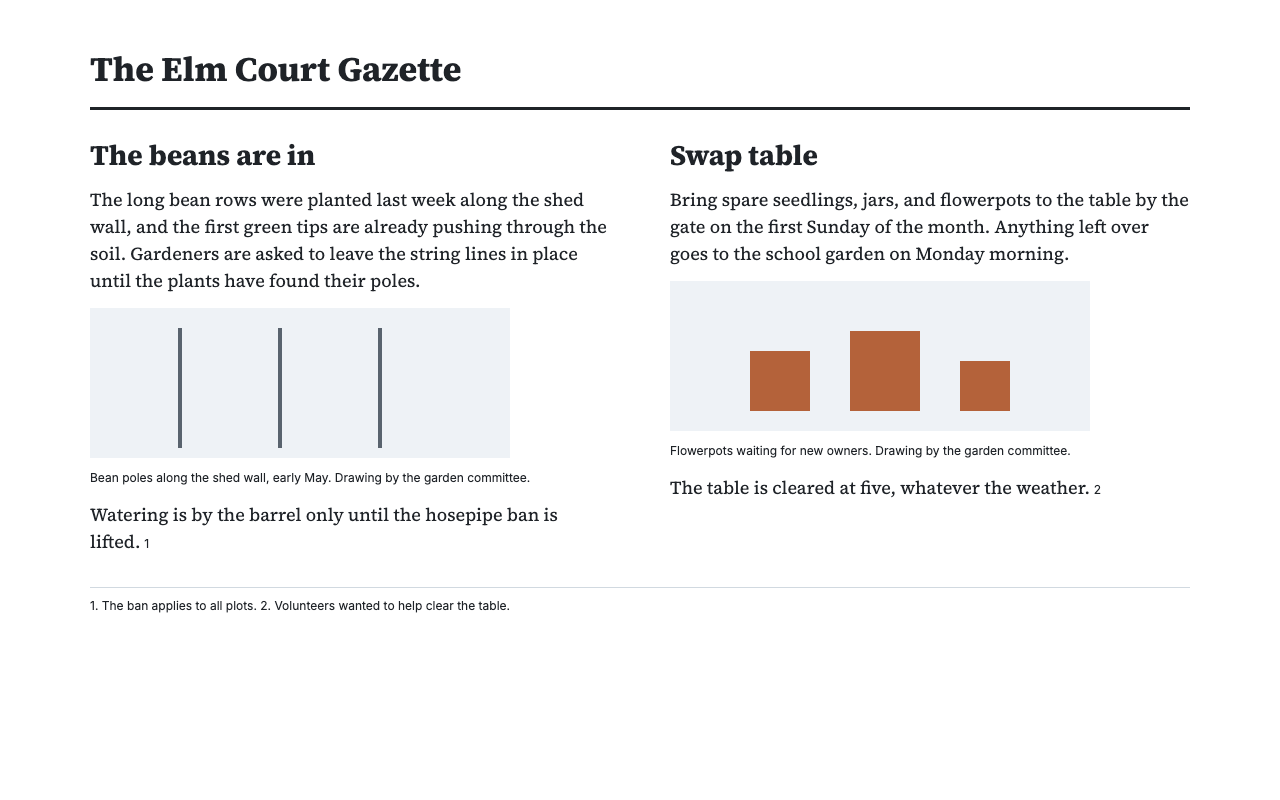 The Elm Court Gazette
The beans are in
The long bean rows were planted last week along the shed
wall, and the first green tips are already pushing through the
soil. Gardeners are asked to leave the string lines in place
until the plants have found their poles.
Bean poles along the shed wall, early May. Drawing by the garden committee.
Watering is by the barrel only until the hosepipe ban is
lifted. 1
Swap table
Bring spare seedlings, jars, and flowerpots to the table by the
gate on the first Sunday of the month. Anything left over
goes to the school garden on Monday morning.
Flowerpots waiting for new owners. Drawing by the garden committee.
The table is cleared at five, whatever the weather. 2
1. The ban applies to all plots. 2. Volunteers wanted to help clear the table.